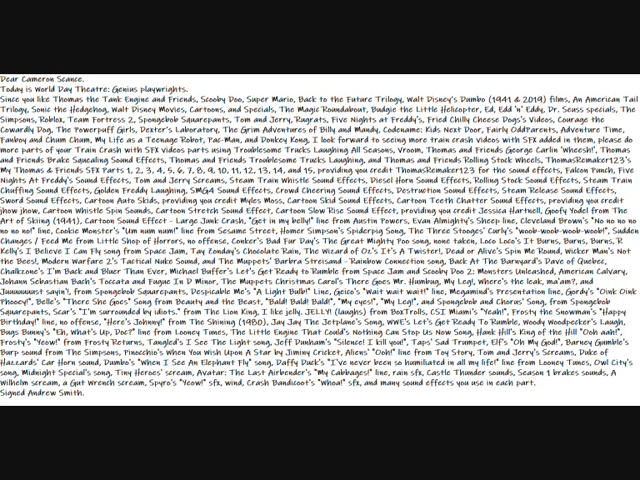 Dear Cameron Seance.
Today is World Day Theatre: Genius playwrights.
Since you like Thomas the Tank Engine and Friends, Scooby Doo, Super Mario, Back to the Future Trilogy, Walt Disney's Dumbo (1941 & 2019) films, An American Tail
Trilogy, Sonic the Hedgehog, Walt Disney Movies, Cartoons, and Specials, The Magic Roundabout, Budgie the Little Helicopter, Ed, Edd 'n' Eddy, Dr. Seuss specials, The
Simpsons, Roblox, Team Fortress 2, Spongebob Squarepants, Tom and Jerry, Rugrats, Five Nights at Freddy's, Fried Chilly Cheese Dogs's Videos, Courage the
Cowardly Dog, The Powerpuff Girls, Dexter's Laboratory, The Grim Adventures of Billy and Mandy, Codename: Kids Next Door, Fairly OddParents, Adventure Time,
Fanboy and Chum Chum, My Life as a Teenage Robot, Pac-Man, and Donkey Kong, I look forward to seeing more train crash videos with SFX added in them, please do
more parts of your Train Crash with SFX Videos parts using Troublesome Trucks Laughing All Seasons, Vroom, Thomas and Friends George Carlin 'Wheesh!', Thomas
and Friends Brake Squealing Sound Effects, Thomas and Friends Troublesome Trucks Laughing, and Thomas and Friends Rolling Stock Wheels, ThomasRemaker123's
My Thomas & Friends SFX Parts 1, 2, 3, 4, 5, 6, 7, 8, 9, 10, 11, 12, 13, 14, and 15, providing you credit ThomasRemaker123 for the sound effects, Falcon Punch, Five
Nights At Freddy's Sound Effects, Tom and Jerry Screams, Steam Train Whistle Sound Effects, Diesel Horn Sound Effects, Rolling Stock Sound Effects, Steam Train
Chuffing Sound Effects, Golden Freddy Laughing, SMG4 Sound Effects, Crowd Cheering Sound Effects, Destruction Sound Effects, Steam Release Sound Effects,
Sword Sound Effects, Cartoon Auto Skids, providing you credit Myles Moss, Cartoon Skid Sound Effects, Cartoon Teeth Chatter Sound Effects, providing you credit
jhow jhow, Cartoon Whistle Spin Sounds, Cartoon Stretch Sound Effect, Cartoon Slow Rise Sound Effect, providing you credit Jessica Hartnell, Goofy Yodel from The
Art of Skiing (1941), Cartoon Sound Effect - Large Junk Crash, "Get in my belly!" line from Austin Powers, Evan Almighty's Sheep line, Cleveland Brown's "No no no no
no no no!" line, Cookie Monster's "Um num num!" line from Sesame Street, Homer Simpson's Spiderpig Song, The Three Stooges' Curly's "woob-woob-woob-woob!", Sudden
Changes / Feed Me from Little Shop of Horrors, no offense, Conker's Bad Fur Day's The Great Mighty Poo song, none taken, Loco Loco's It Burns, Burns, Burns, R
Kelly's I Believe I Can Fly song from Space Jam, Tay Zonday's Chocolate Rain, The Wizard of Oz's It's A Twister!, Dead or Alive's Spin Me Round, Wicker Man's Not
the Bees!, Modern Warfare 2's Tactical Nuke Sound, and The Muppets' Barbra Streisand - Rainbow Connection song, Back At The Barnyard's Dave of Quebec,
Chalkzone's I'm Back and Bluer Than Ever, Michael Buffer's Let's Get Ready to Rumble from Space Jam and Scooby Doo 2: Monsters Unleashed, American Calvary,
Johann Sebastian Bach's Toccata and Fugue In D Minor, The Muppets Christmas Carol's There Goes Mr. Humbug, My Leg!, Where's the leak, ma'am?, and
Juuuuuuust sayin'!, from Spongebob Squarepants, Despicable Me's "A Light Bulb!" Line, Geico's "Wait wait wait!" line, Megamind's Presentation line, Gordy's "Oink Oink
Phooey!", Belle's "There She Goes" Song from Beauty and the Beast, "Bald! Bald! Bald!", "My eyes!", "My Leg!", and Spongebob and Chorus' Song, from Spongebob
Squarepants, Scar's "I'm surrounded by idiots." from The Lion King, I like jelly. JELLY! (laughs) from BoxTrolls, CSI Miami's "Yeah!", Frosty the Snowman's "Happy
Birthday!" line, no offense, "Here's Johnny!" from The Shining (1980), Jay Jay The Jetplane's Song, WWE's Let's Get Ready To Rumble, Woody Woodpecker's Laugh,
Bugs Bunny's "Eh, What's Up, Doc?" line from Looney Tunes, The Little Engine That Could's Nothing Can Stop Us Now Song, Hank Hill's King of the Hill "Ooh aah!",
Frosty's "Yeow!" from Frosty Returns, Tangled's I See The Light song, Jeff Dunham's "Silence! I kill you!", Taps' Sad Trumpet, Elf's "Oh My God!", Barney Gumble's
Burp sound from The Simpsons, Pinocchio's When You Wish Upon A Star by Jiminy Cricket, Aliens' "Ooh!" line from Toy Story, Tom and Jerry's Screams, Duke of
Hazzards' Car Horn sound, Dumbo's "When I See An Elephant Fly" song, Daffy Duck's "I've never been so humiliated in all my life!" line from Looney Tunes, Owl City's
song, Midnight Special's song, Tiny Heroes' scream, Avatar: The Last Airbender's "My Cabbages!" line, rain sfx, Castle Thunder sounds, Season 1 brakes sounds, A
Wilhelm scream, a Gut Wrench scream, Spyro's "Yeow!" sfx, wind, Crash Bandicoot's "Whoa!" sfx, and many sound effects you use in each part.
Signed Andrew Smith.